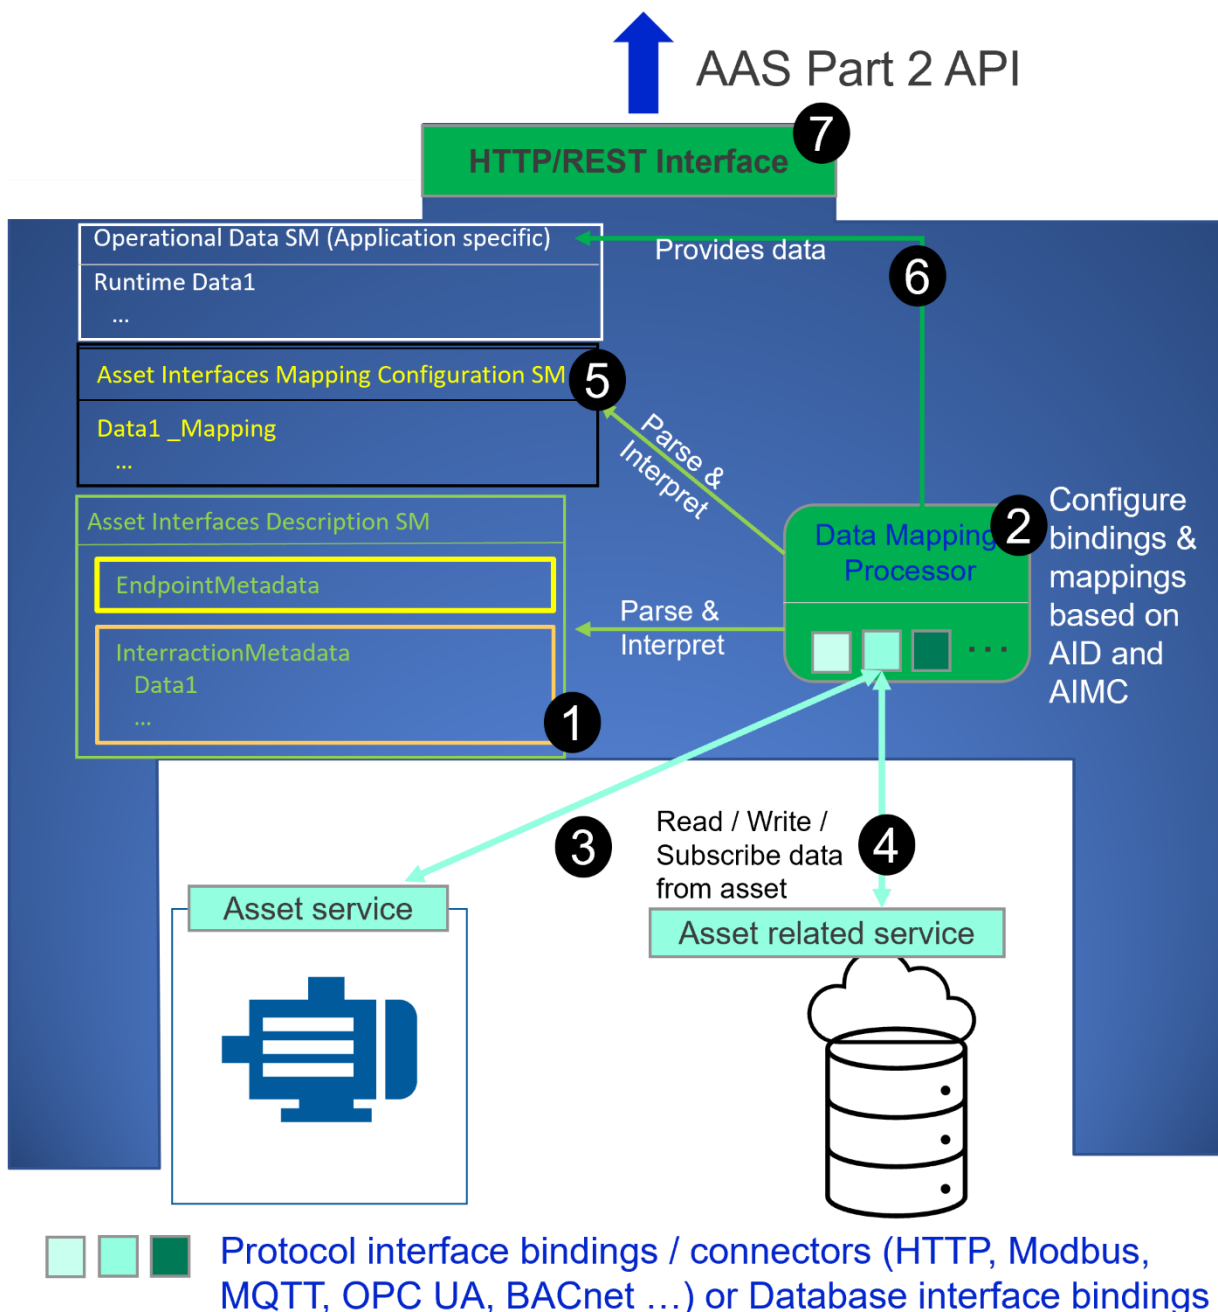 AAS Part 2 API
7
HTTP/REST Interface
Operational Data SM (Application specific)
Provides data
6
Runtime Data1
...
Asset Interfaces Mapping Configuration SM
5
Data1 _Mapping
...
Parse &
Interpret
Asset Interfaces Description SM
EndpointMetadata
InterractionMetadata
Data1
...
1
Parse &
Interpret
Data Mapping
Processor
...
2
Configure
bindings &
mappings
based on
AID and
AIMC
3
Read / Write /
Subscribe data
from asset
4
Asset service
Asset related service
Protocol interface bindings / connectors (HTTP, Modbus,
MQTT, OPC UA, BACnet ...) or Database interface bindings